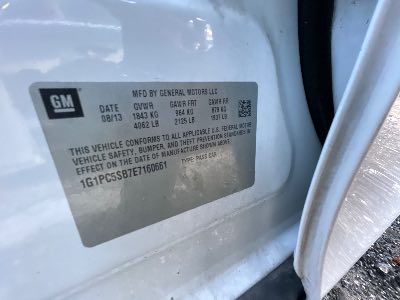 GM
MFD BY GENERAL MOTORS LLC
DATE GVWR GAWR FRT GAWR RR
08/13 1843 KG 964 KG 879 KG
4062 LB 2125 LB 1937 LB
THIS VEHICLE CONFORMS TO ALL APPLICABLE U.S. FEDERAL MOTOR
VEHICLE SAFETY, BUMPER, AND THEFT PREVENTION STANDARDS IN
EFFECT ON THE DATE OF MANUFACTURE SHOWN ABOVE.
1G1PC5SB7E7160661 TYPE: PASS CAR